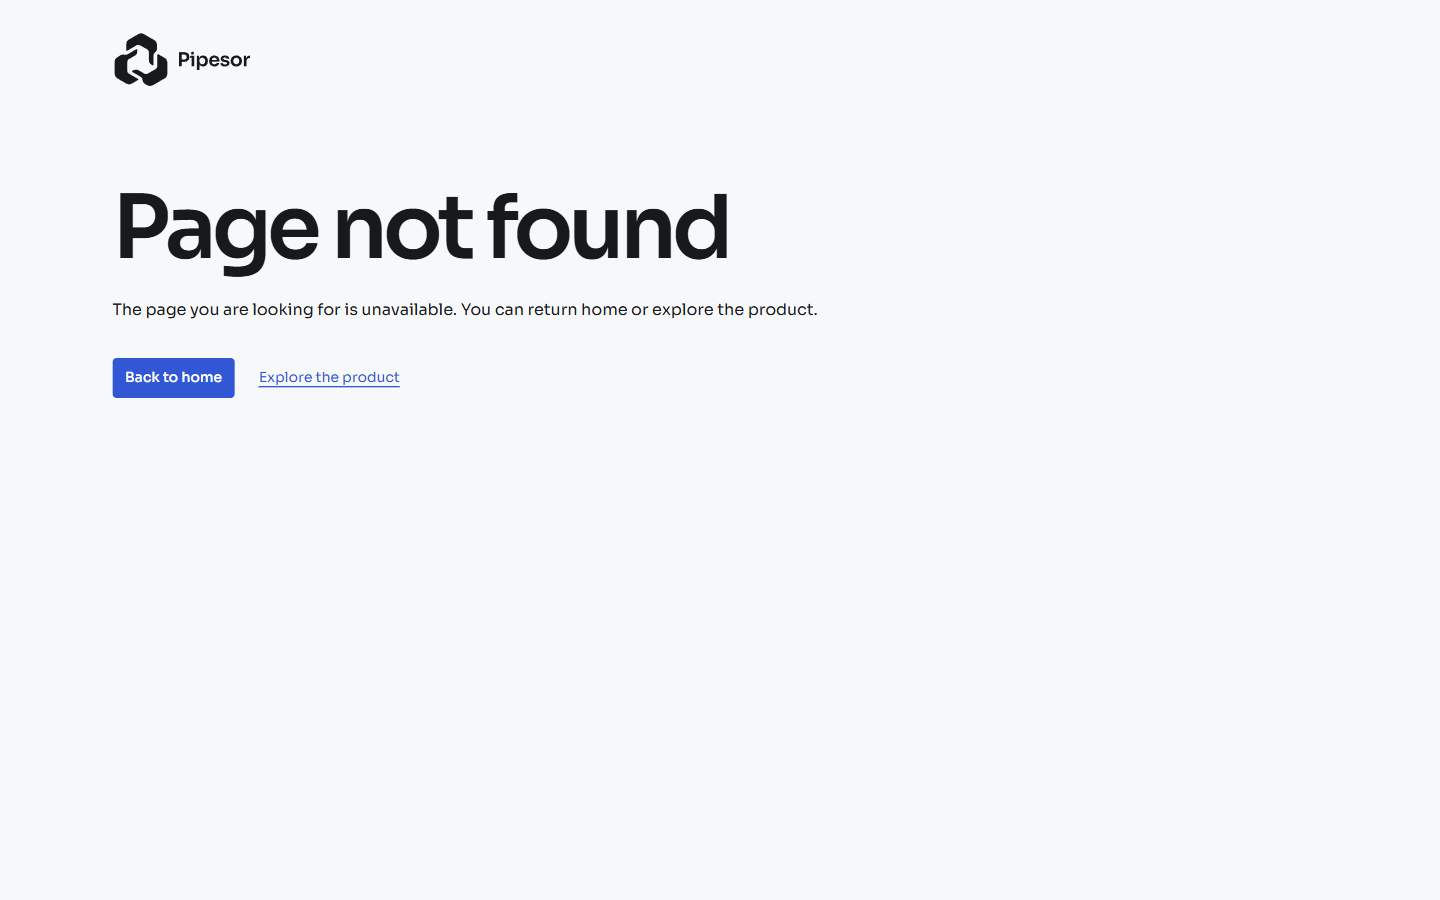 Pipesor
Page not found
The page you are looking for is unavailable. You can return home or explore the product.
Back to home
Explore the product